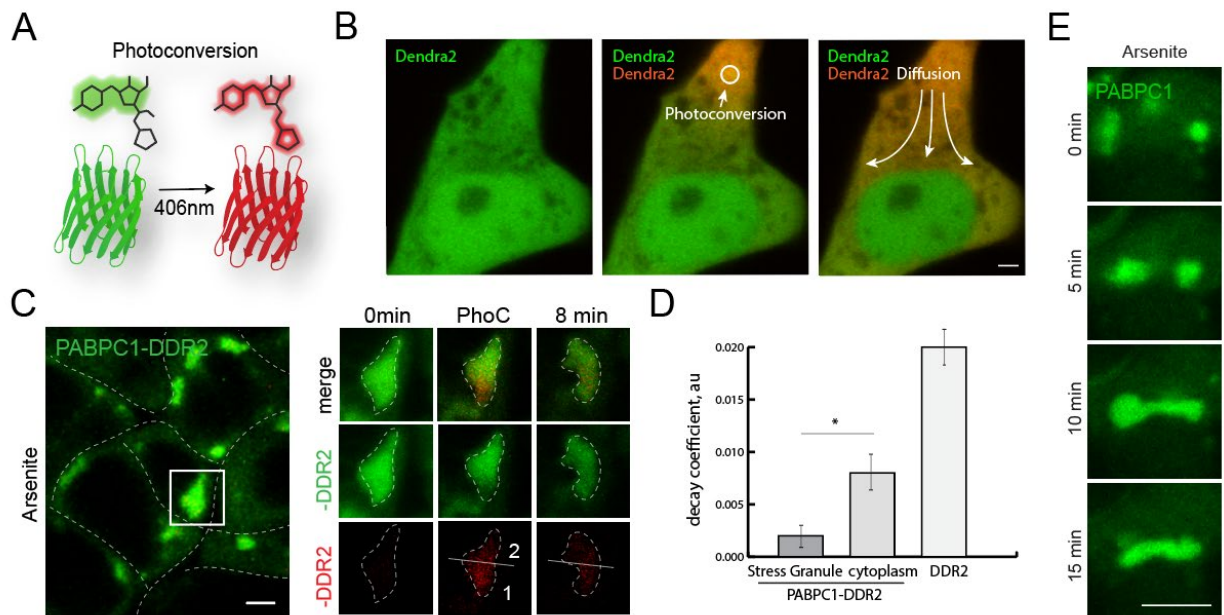 A
Photoconversion
406nm
B
Dendra2
Dendra2
Dendra2
Photoconversion
Dendra2
Dendra2
Diffusion
C
PABPC1-DDR2
Arsenite
0min
PhoC
8 min
merge
-DDR2
-DDR2
2
1
D
decay coefficient, au
0.020
0.015
0.010
0.005
0.000
*
Stress Granule
cytoplasm
DDR2
PABPC1-DDR2
E
Arsenite
PABPC1
0 min
5 min
10 min
15 min